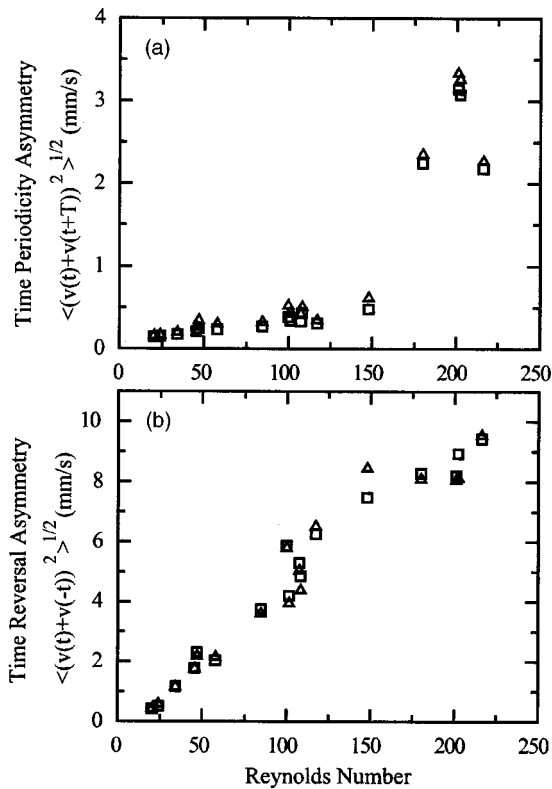 (a)
Time Periodicity Asymmetry
<(v(t)+v(t+T))²>^1/2 (mm/s)
4
3
2
1
0
0 50 100 150 200 250
(b)
Time Reversal Asymmetry
<(v(t)+v(-t))²>^1/2 (mm/s)
10
8
6
4
2
0
0 50 100 150 200 250
Reynolds Number